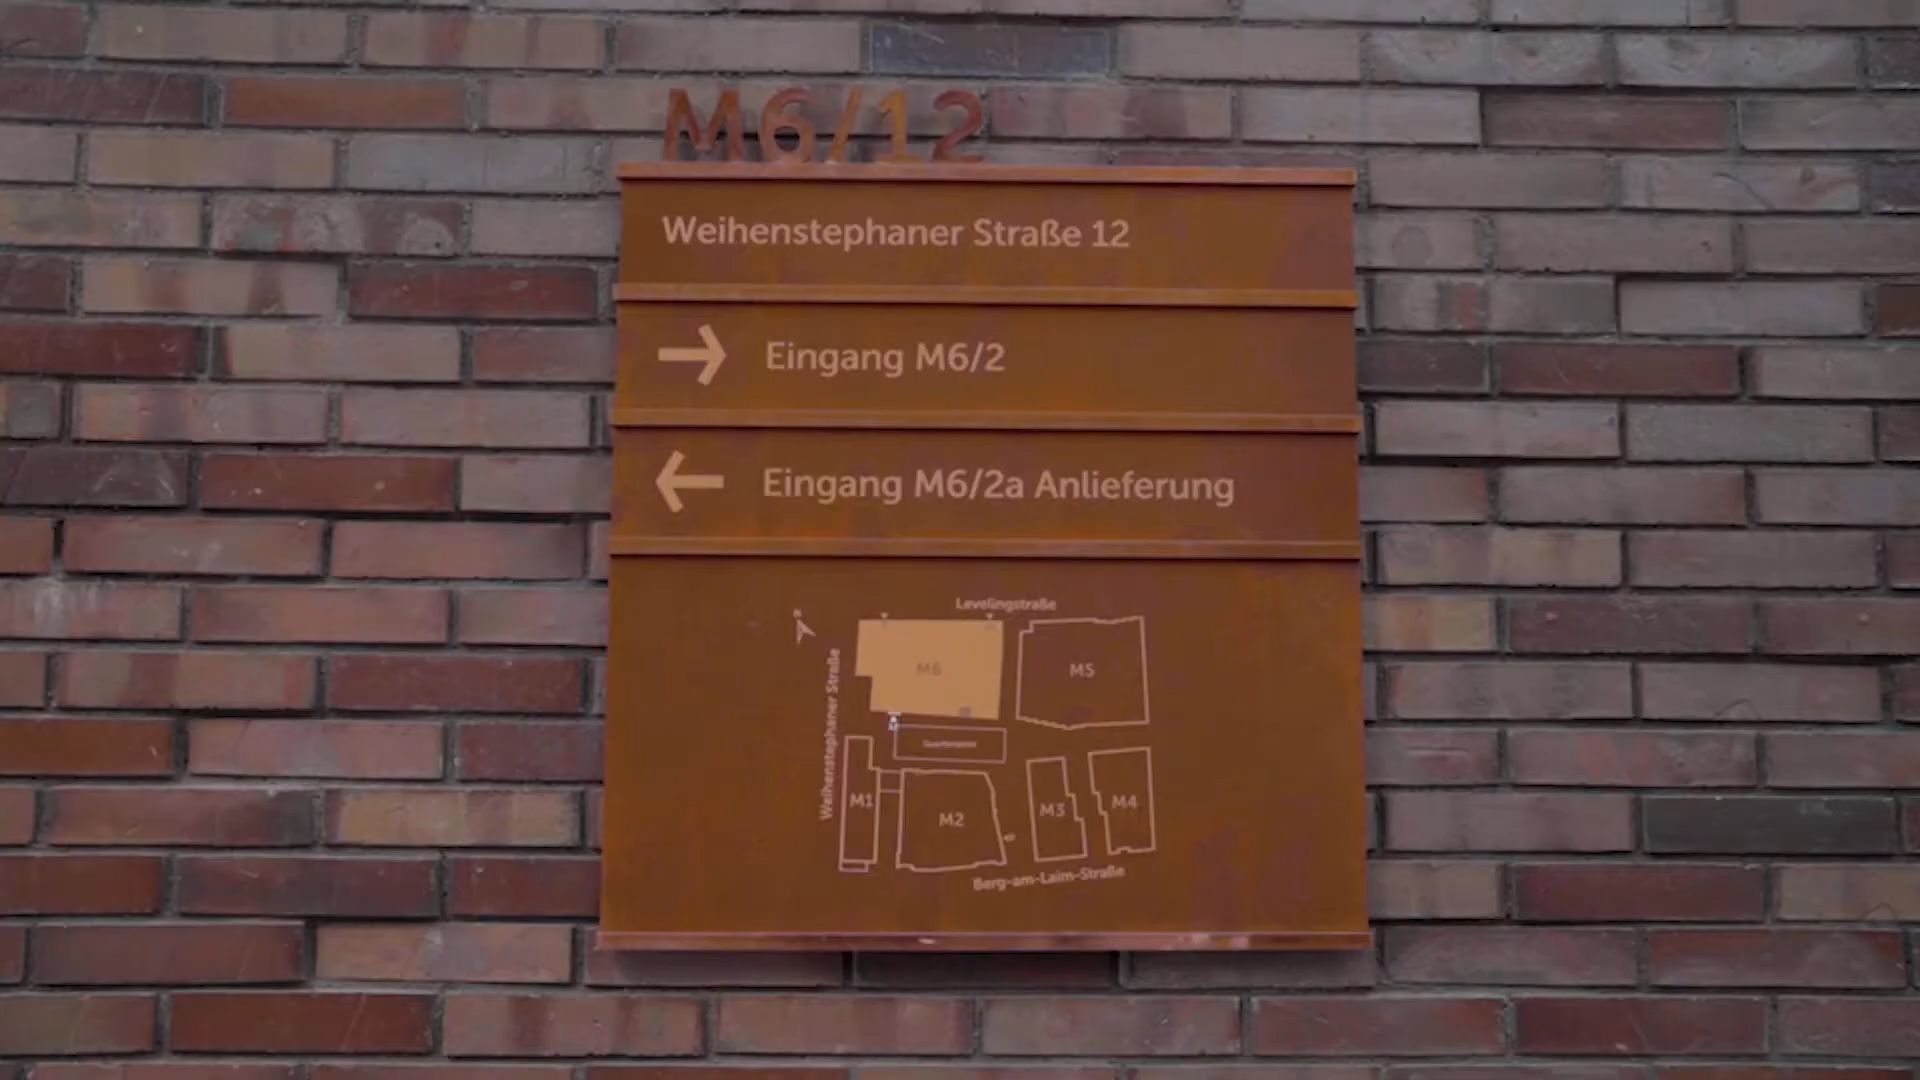 M6/12
Weihenstephaner Straße 12
→ Eingang M6/2
← Eingang M6/2a Anlieferung
N
Levelingstraße
M6
M5
Weihenstephaner Straße
M1
M2
M3
M4
Berg-am-Laim-Straße